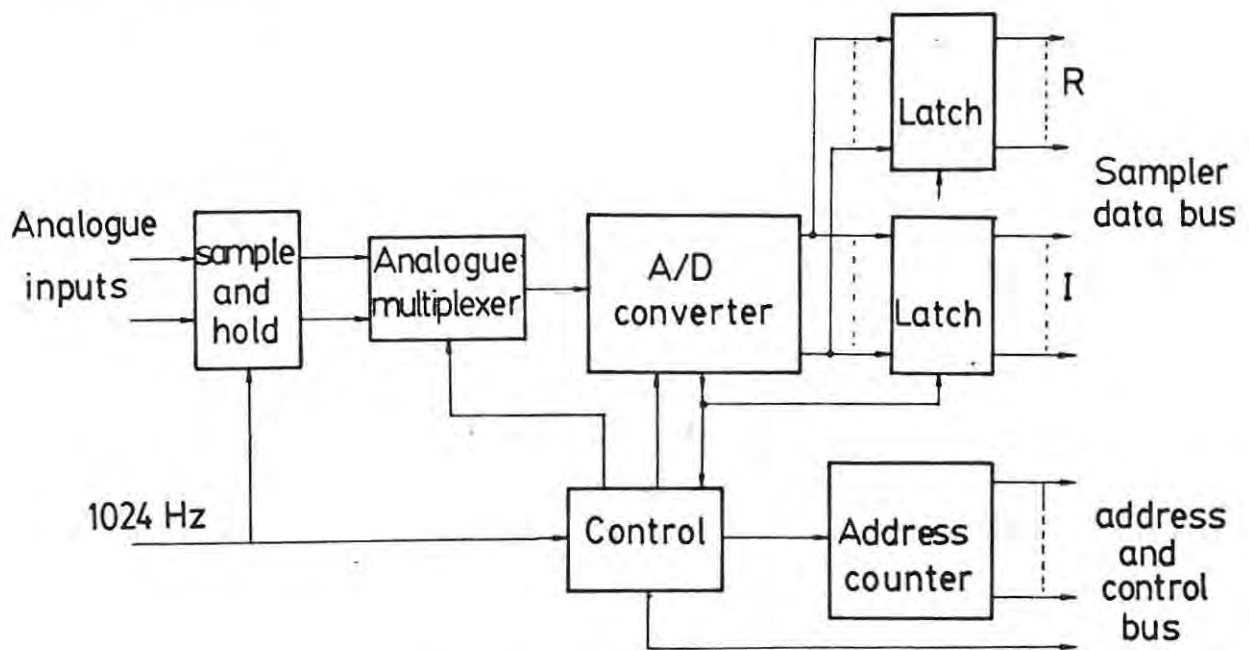 Latch
R
Sampler
data bus
Analogue
inputs
sample
and
hold
Analogue
multiplexer
A/D
converter
Latch
I
1024 Hz
Control
Address
counter
address
and
control
bus